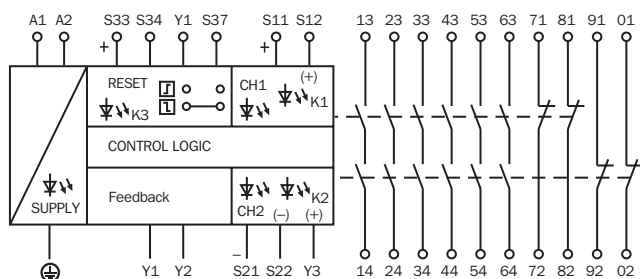 A1 A2 S33 S34 Y1 S37 S11 S12 13 23 33 43 53 63 71 81 91 01
+ +
RESET CH1 (+)
K3 K1
CONTROL LOGIC
Feedback K2
SUPPLY CH2 (–) (+)
– 
Y1 Y2 S21 S22 Y3 14 24 34 44 54 64 72 82 92 02